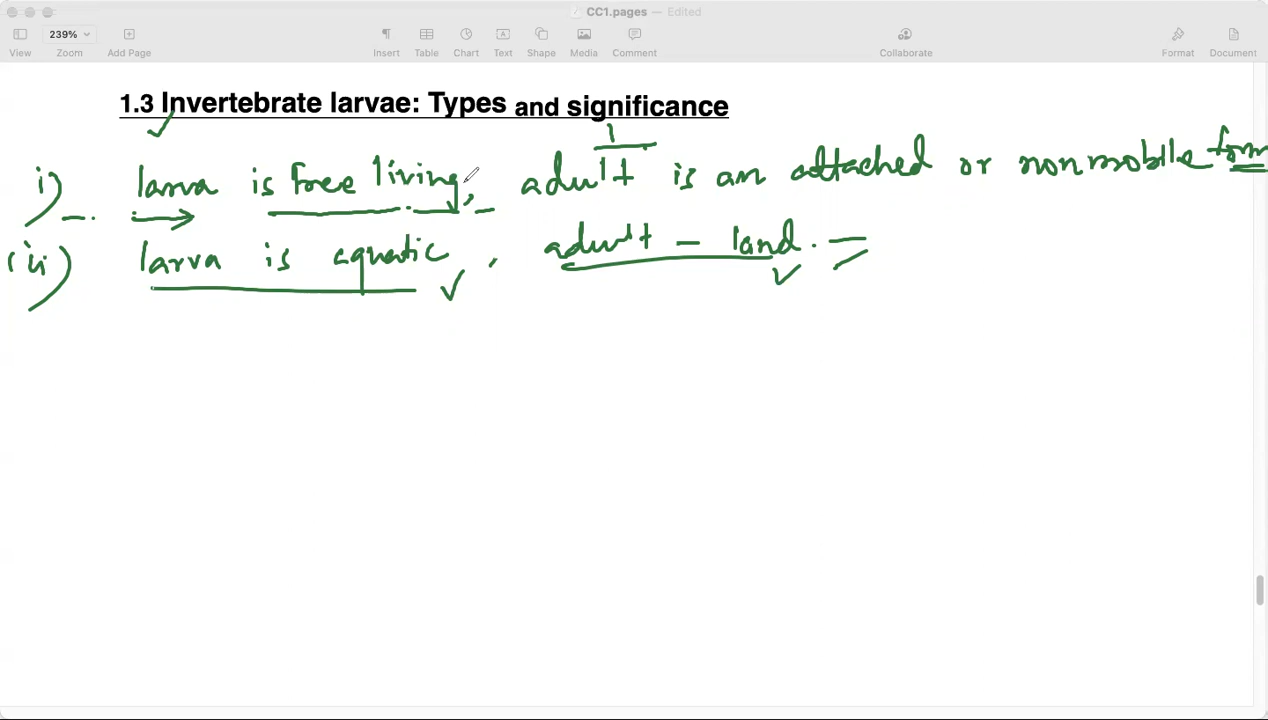 CC1.pages — Edited
239%
View Zoom Add Page Insert Table Chart Text Shape Media Comment Collaborate Format Document
1.3 Invertebrate larvae: Types and significance
i) larva is free living, adult is an attached or nonmobile form
(ii) larva is aquatic, adult - land.